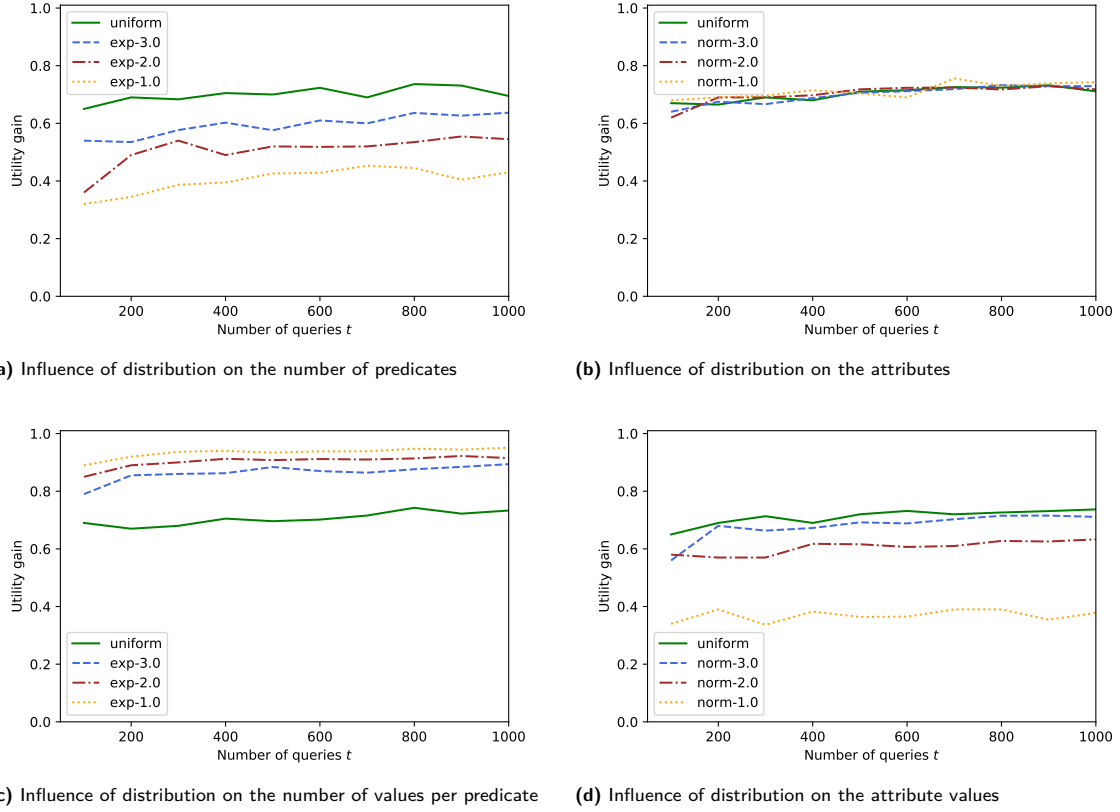 1.0
0.8
0.6
0.4
0.2
0.0
Utility gain
uniform
exp-3.0
exp-2.0
exp-1.0
200 400 600 800 1000
Number of queries t
a) Influence of distribution on the number of predicates
1.0
0.8
0.6
0.4
0.2
0.0
Utility gain
uniform
norm-3.0
norm-2.0
norm-1.0
200 400 600 800 1000
Number of queries t
(b) Influence of distribution on the attributes
1.0
0.8
0.6
0.4
0.2
0.0
Utility gain
uniform
exp-3.0
exp-2.0
exp-1.0
200 400 600 800 1000
Number of queries t
c) Influence of distribution on the number of values per predicate
1.0
0.8
0.6
0.4
0.2
0.0
Utility gain
uniform
norm-3.0
norm-2.0
norm-1.0
200 400 600 800 1000
Number of queries t
(d) Influence of distribution on the attribute values